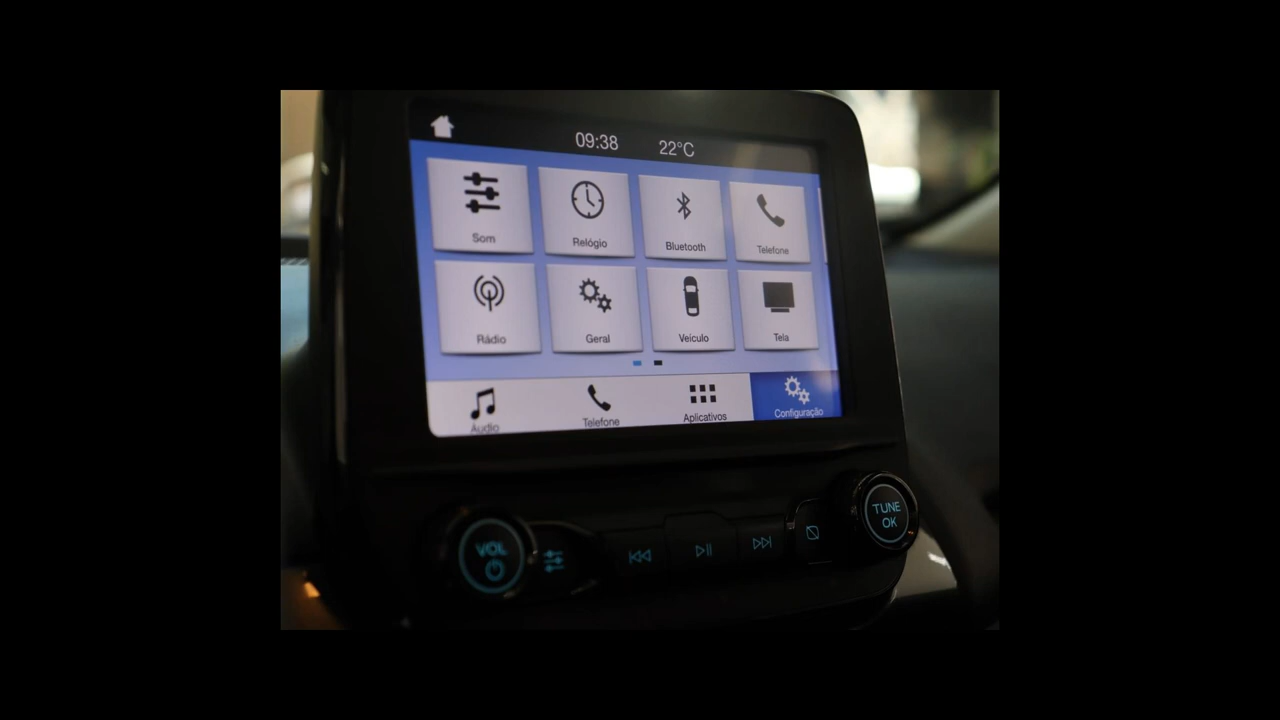 09:38 22°C
Som Relógio Bluetooth Telefone
Rádio Geral Veículo Tela
Áudio Telefone Aplicativos Configuração
VOL
TUNE
OK